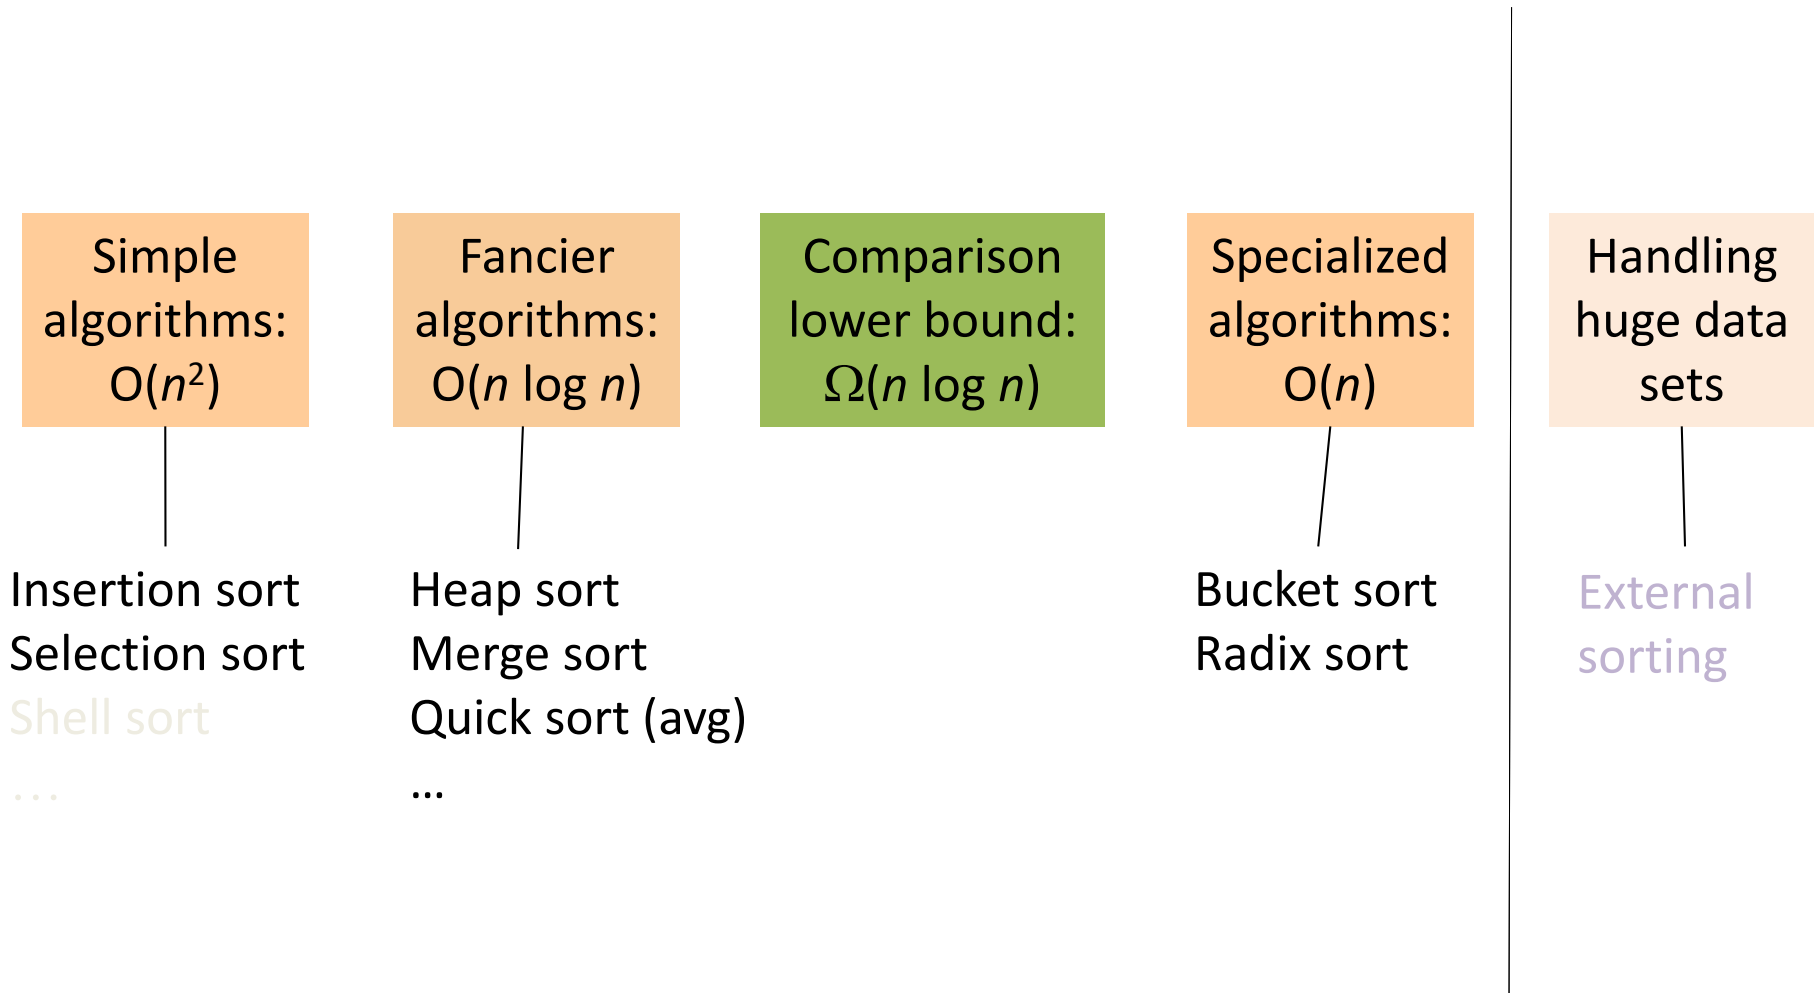 Simple
algorithms:
O(n²)
Fancier
algorithms:
O(n log n)
Comparison
lower bound:
Ω(n log n)
Specialized
algorithms:
O(n)
Handling
huge data
sets
Insertion sort
Selection sort
Shell sort
…
Heap sort
Merge sort
Quick sort (avg)
…
Bucket sort
Radix sort
External
sorting